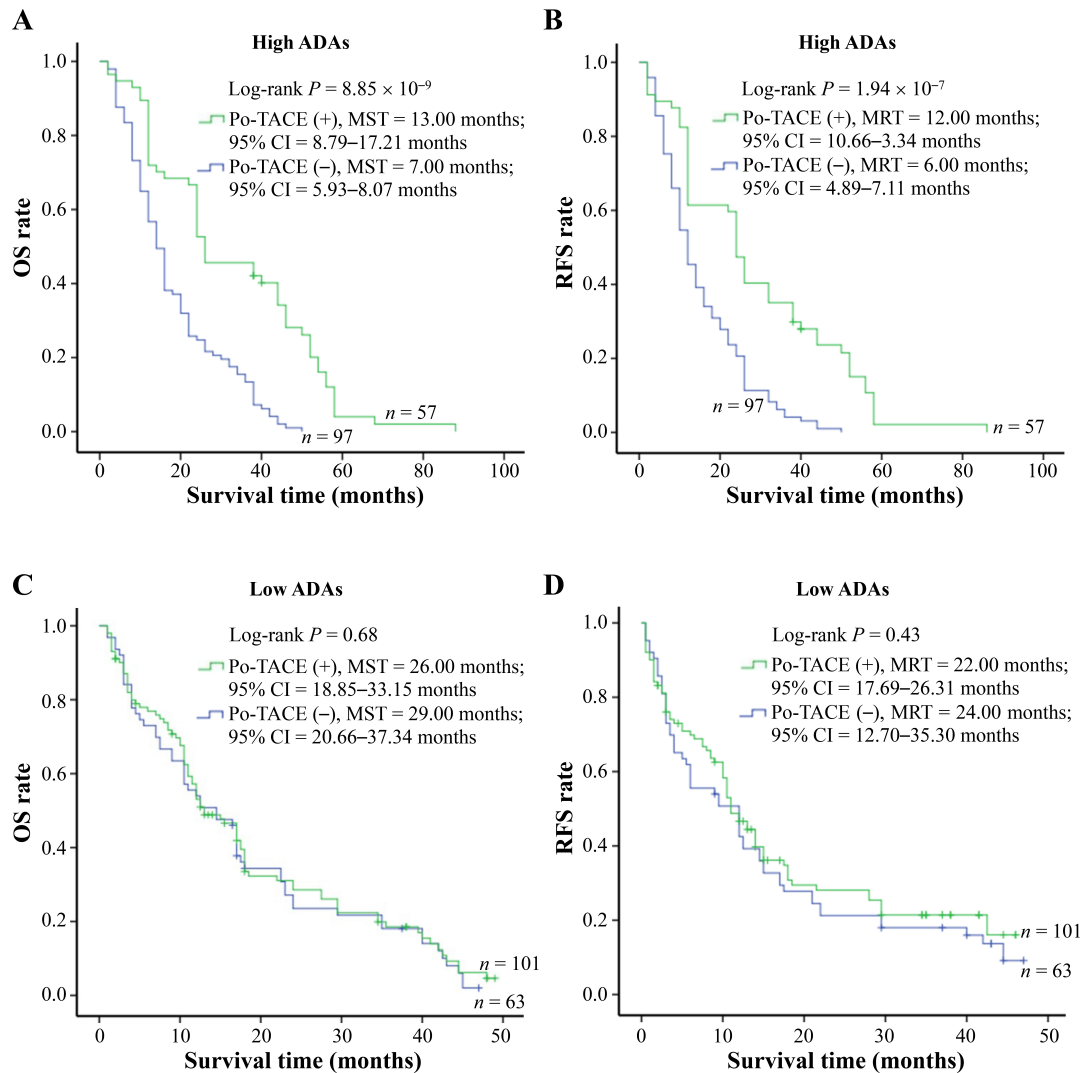 A
High ADAs
Log-rank P = 8.85 × 10⁻⁹
Po-TACE (+), MST = 13.00 months;
95% CI = 8.79–17.21 months
Po-TACE (–), MST = 7.00 months;
95% CI = 5.93–8.07 months
OS rate
1.0
0.8
0.6
0.4
0.2
0.0
n = 57
n = 97
0 20 40 60 80 100
Survival time (months)
B
High ADAs
Log-rank P = 1.94 × 10⁻⁷
Po-TACE (+), MRT = 12.00 months;
95% CI = 10.66–3.34 months
Po-TACE (–), MRT = 6.00 months;
95% CI = 4.89–7.11 months
RFS rate
1.0
0.8
0.6
0.4
0.2
0.0
n = 97
n = 57
0 20 40 60 80 100
Survival time (months)
C
Low ADAs
Log-rank P = 0.68
Po-TACE (+), MST = 26.00 months;
95% CI = 18.85–33.15 months
Po-TACE (–), MST = 29.00 months;
95% CI = 20.66–37.34 months
OS rate
1.0
0.8
0.6
0.4
0.2
0.0
n = 101
n = 63
0 10 20 30 40 50
Survival time (months)
D
Low ADAs
Log-rank P = 0.43
Po-TACE (+), MRT = 22.00 months;
95% CI = 17.69–26.31 months
Po-TACE (–), MRT = 24.00 months;
95% CI = 12.70–35.30 months
RFS rate
1.0
0.8
0.6
0.4
0.2
0.0
n = 101
n = 63
0 10 20 30 40 50
Survival time (months)